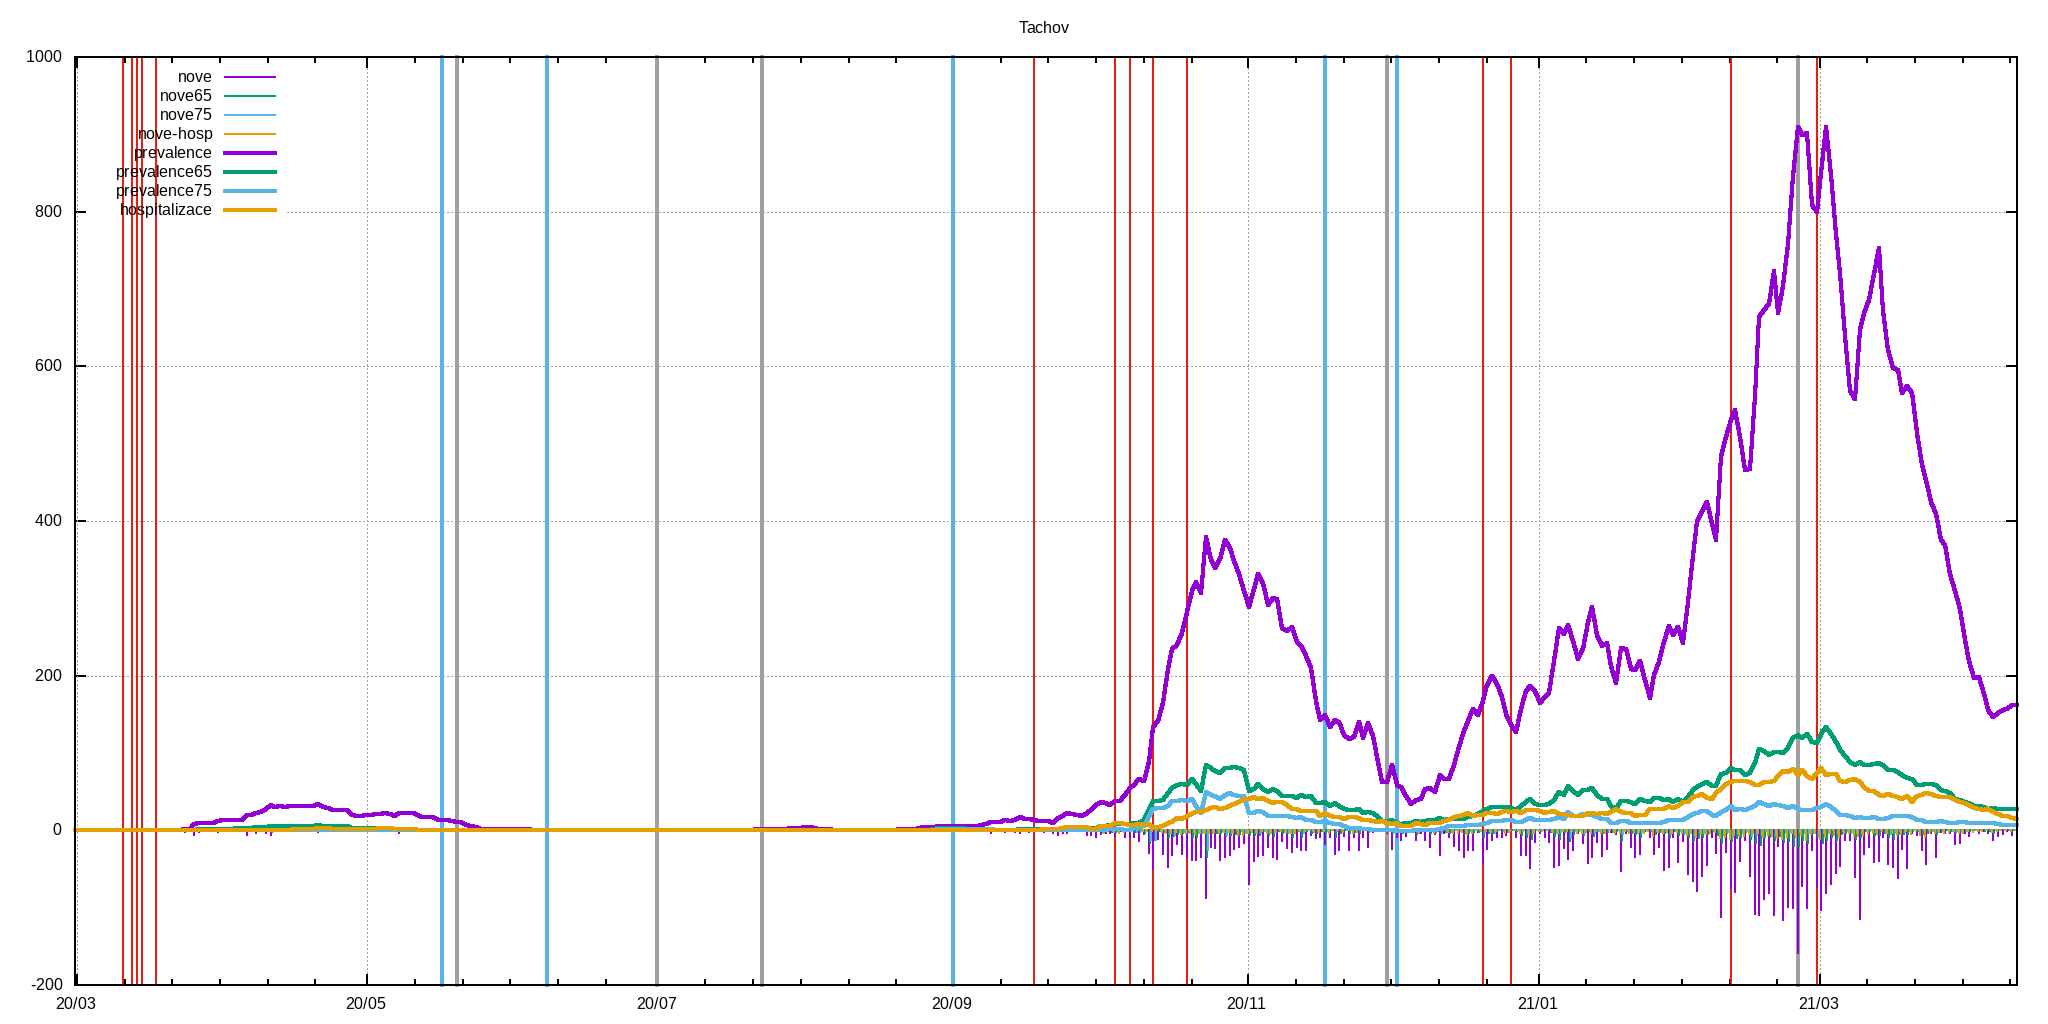 Tachov
1000
800
600
400
200
0
-200
nove
nove65
nove75
nove-hosp
prevalence
prevalence65
prevalence75
hospitalizace
20/03 20/05 20/07 20/09 20/11 21/01 21/03